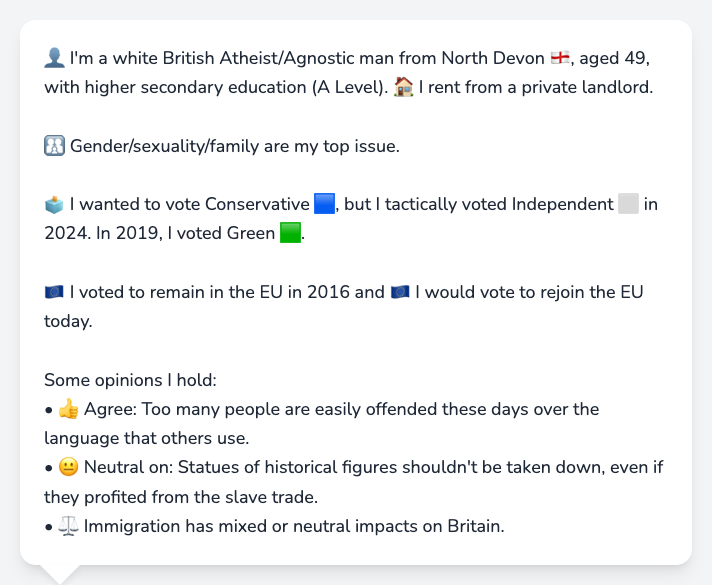 👤 I'm a white British Atheist/Agnostic man from North Devon 🏴󠁧󠁢󠁥󠁮󠁧󠁿, aged 49,
with higher secondary education (A Level). 🏠 I rent from a private landlord.
🚻 Gender/sexuality/family are my top issue.
🗳️ I wanted to vote Conservative 🟦, but I tactically voted Independent ⬜ in
2024. In 2019, I voted Green 🟩.
🇪🇺 I voted to remain in the EU in 2016 and 🇪🇺 I would vote to rejoin the EU
today.
Some opinions I hold:
• 👍 Agree: Too many people are easily offended these days over the
language that others use.
• 😐 Neutral on: Statues of historical figures shouldn't be taken down, even if
they profited from the slave trade.
• ⚖️ Immigration has mixed or neutral impacts on Britain.